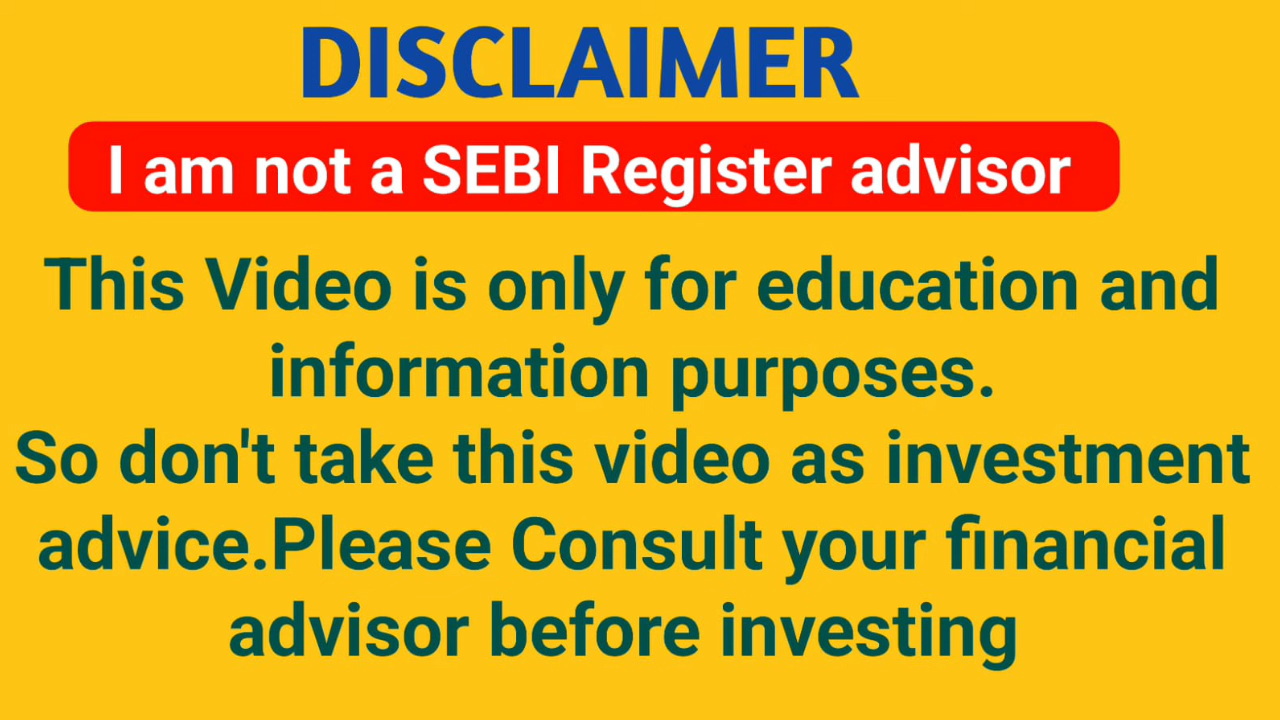 DISCLAIMER
I am not a SEBI Register advisor
This Video is only for education and
information purposes.
So don't take this video as investment
advice.Please Consult your financial
advisor before investing